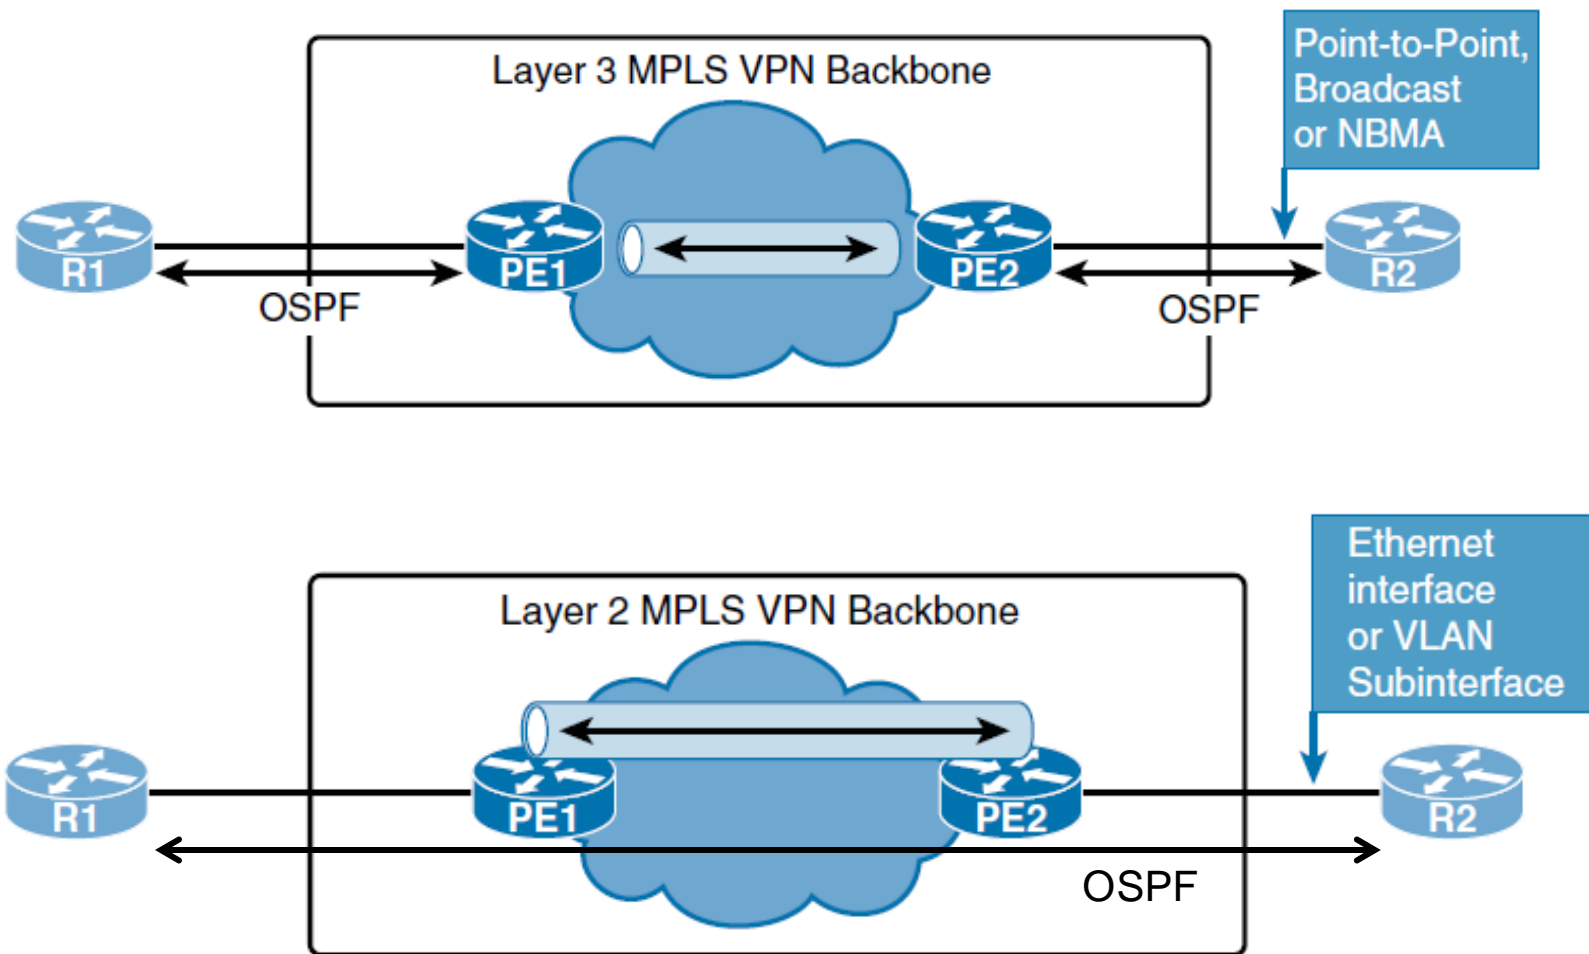 Layer 3 MPLS VPN Backbone
Point-to-Point,
Broadcast
or NBMA
R1
PE1
PE2
R2
OSPF
OSPF
Layer 2 MPLS VPN Backbone
Ethernet
interface
or VLAN
Subinterface
R1
PE1
PE2
R2
OSPF